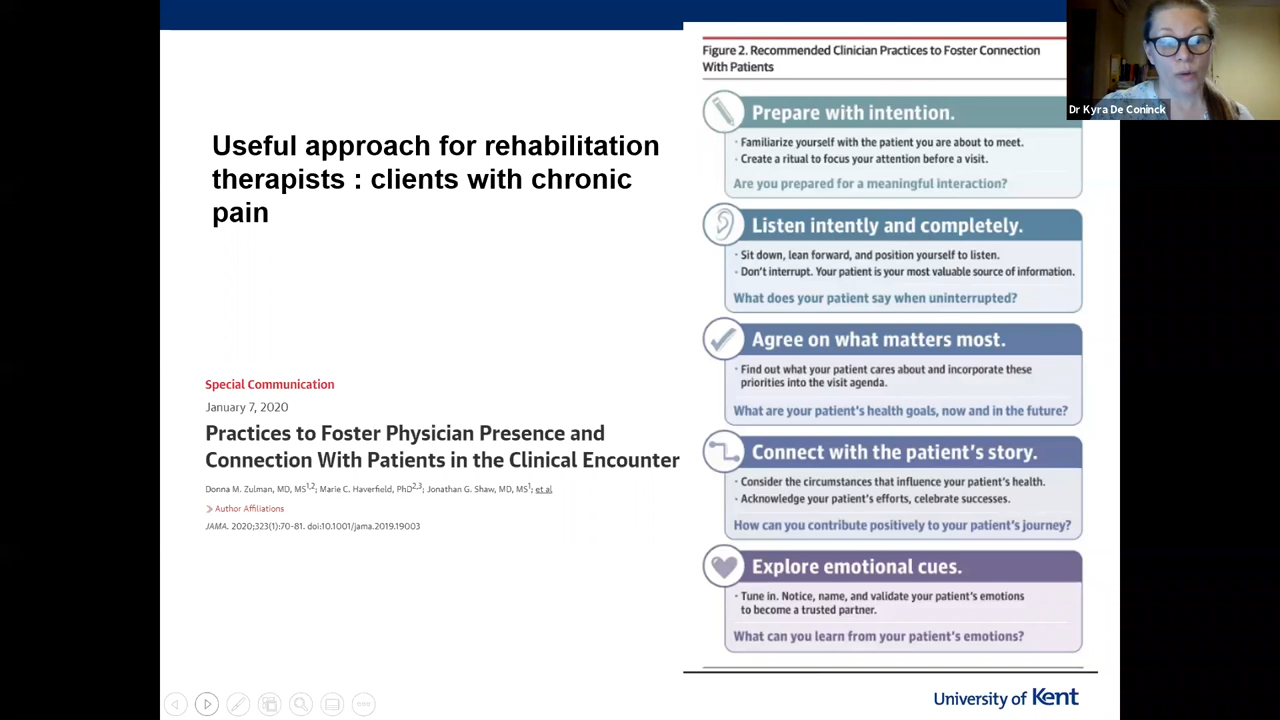 Useful approach for rehabilitation
therapists : clients with chronic
pain
Special Communication
January 7, 2020
Practices to Foster Physician Presence and
Connection With Patients in the Clinical Encounter
Donna M. Zulman, MD, MS1,2; Marie C. Haverfield, PhD2,3; Jonathan G. Shaw, MD, MS1; et al
Author Affiliations
JAMA. 2020;323(1):70-81. doi:10.1001/jama.2019.19003
Figure 2. Recommended Clinician Practices to Foster Connection
With Patients
Prepare with intention.
· Familiarize yourself with the patient you are about to meet.
· Create a ritual to focus your attention before a visit.
Are you prepared for a meaningful interaction?
Listen intently and completely.
· Sit down, lean forward, and position yourself to listen.
· Don't interrupt. Your patient is your most valuable source of information.
What does your patient say when uninterrupted?
Agree on what matters most.
· Find out what your patient cares about and incorporate these
priorities into the visit agenda.
What are your patient's health goals, now and in the future?
Connect with the patient's story.
· Consider the circumstances that influence your patient's health.
· Acknowledge your patient's efforts, celebrate successes.
How can you contribute positively to your patient's journey?
Explore emotional cues.
· Tune in. Notice, name, and validate your patient's emotions
to become a trusted partner.
What can you learn from your patient's emotions?
University of Kent
Dr Kyra De Coninck